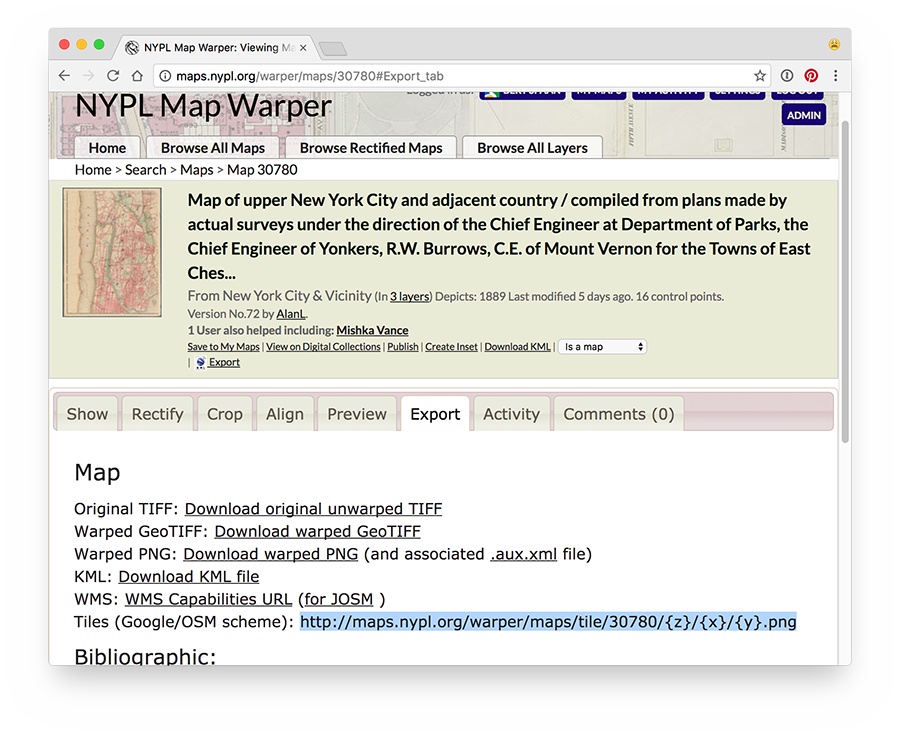 NYPL Map Warper: Viewing Ma
maps.nypl.org/warper/maps/30780#Export_tab
NYPL Map Warper
ADMIN
Home Browse All Maps Browse Rectified Maps Browse All Layers
Home > Search > Maps > Map 30780
Map of upper New York City and adjacent country / compiled from plans made by
actual surveys under the direction of the Chief Engineer at Department of Parks, the
Chief Engineer of Yonkers, R.W. Burrows, C.E. of Mount Vernon for the Towns of East
Ches...
From New York City & Vicinity (In 3 layers) Depicts: 1889 Last modified 5 days ago. 16 control points.
Version No.72 by AlanL.
1 User also helped including: Mishka Vance
Save to My Maps | View on Digital Collections | Publish | Create Inset | Download KML | Is a map |
| Export
Show Rectify Crop Align Preview Export Activity Comments (0)
Map
Original TIFF: Download original unwarped TIFF
Warped GeoTIFF: Download warped GeoTIFF
Warped PNG: Download warped PNG (and associated .aux.xml file)
KML: Download KML file
WMS: WMS Capabilities URL (for JOSM )
Tiles (Google/OSM scheme): http://maps.nypl.org/warper/maps/tile/30780/{z}/{x}/{y}.png
Bibliographic: